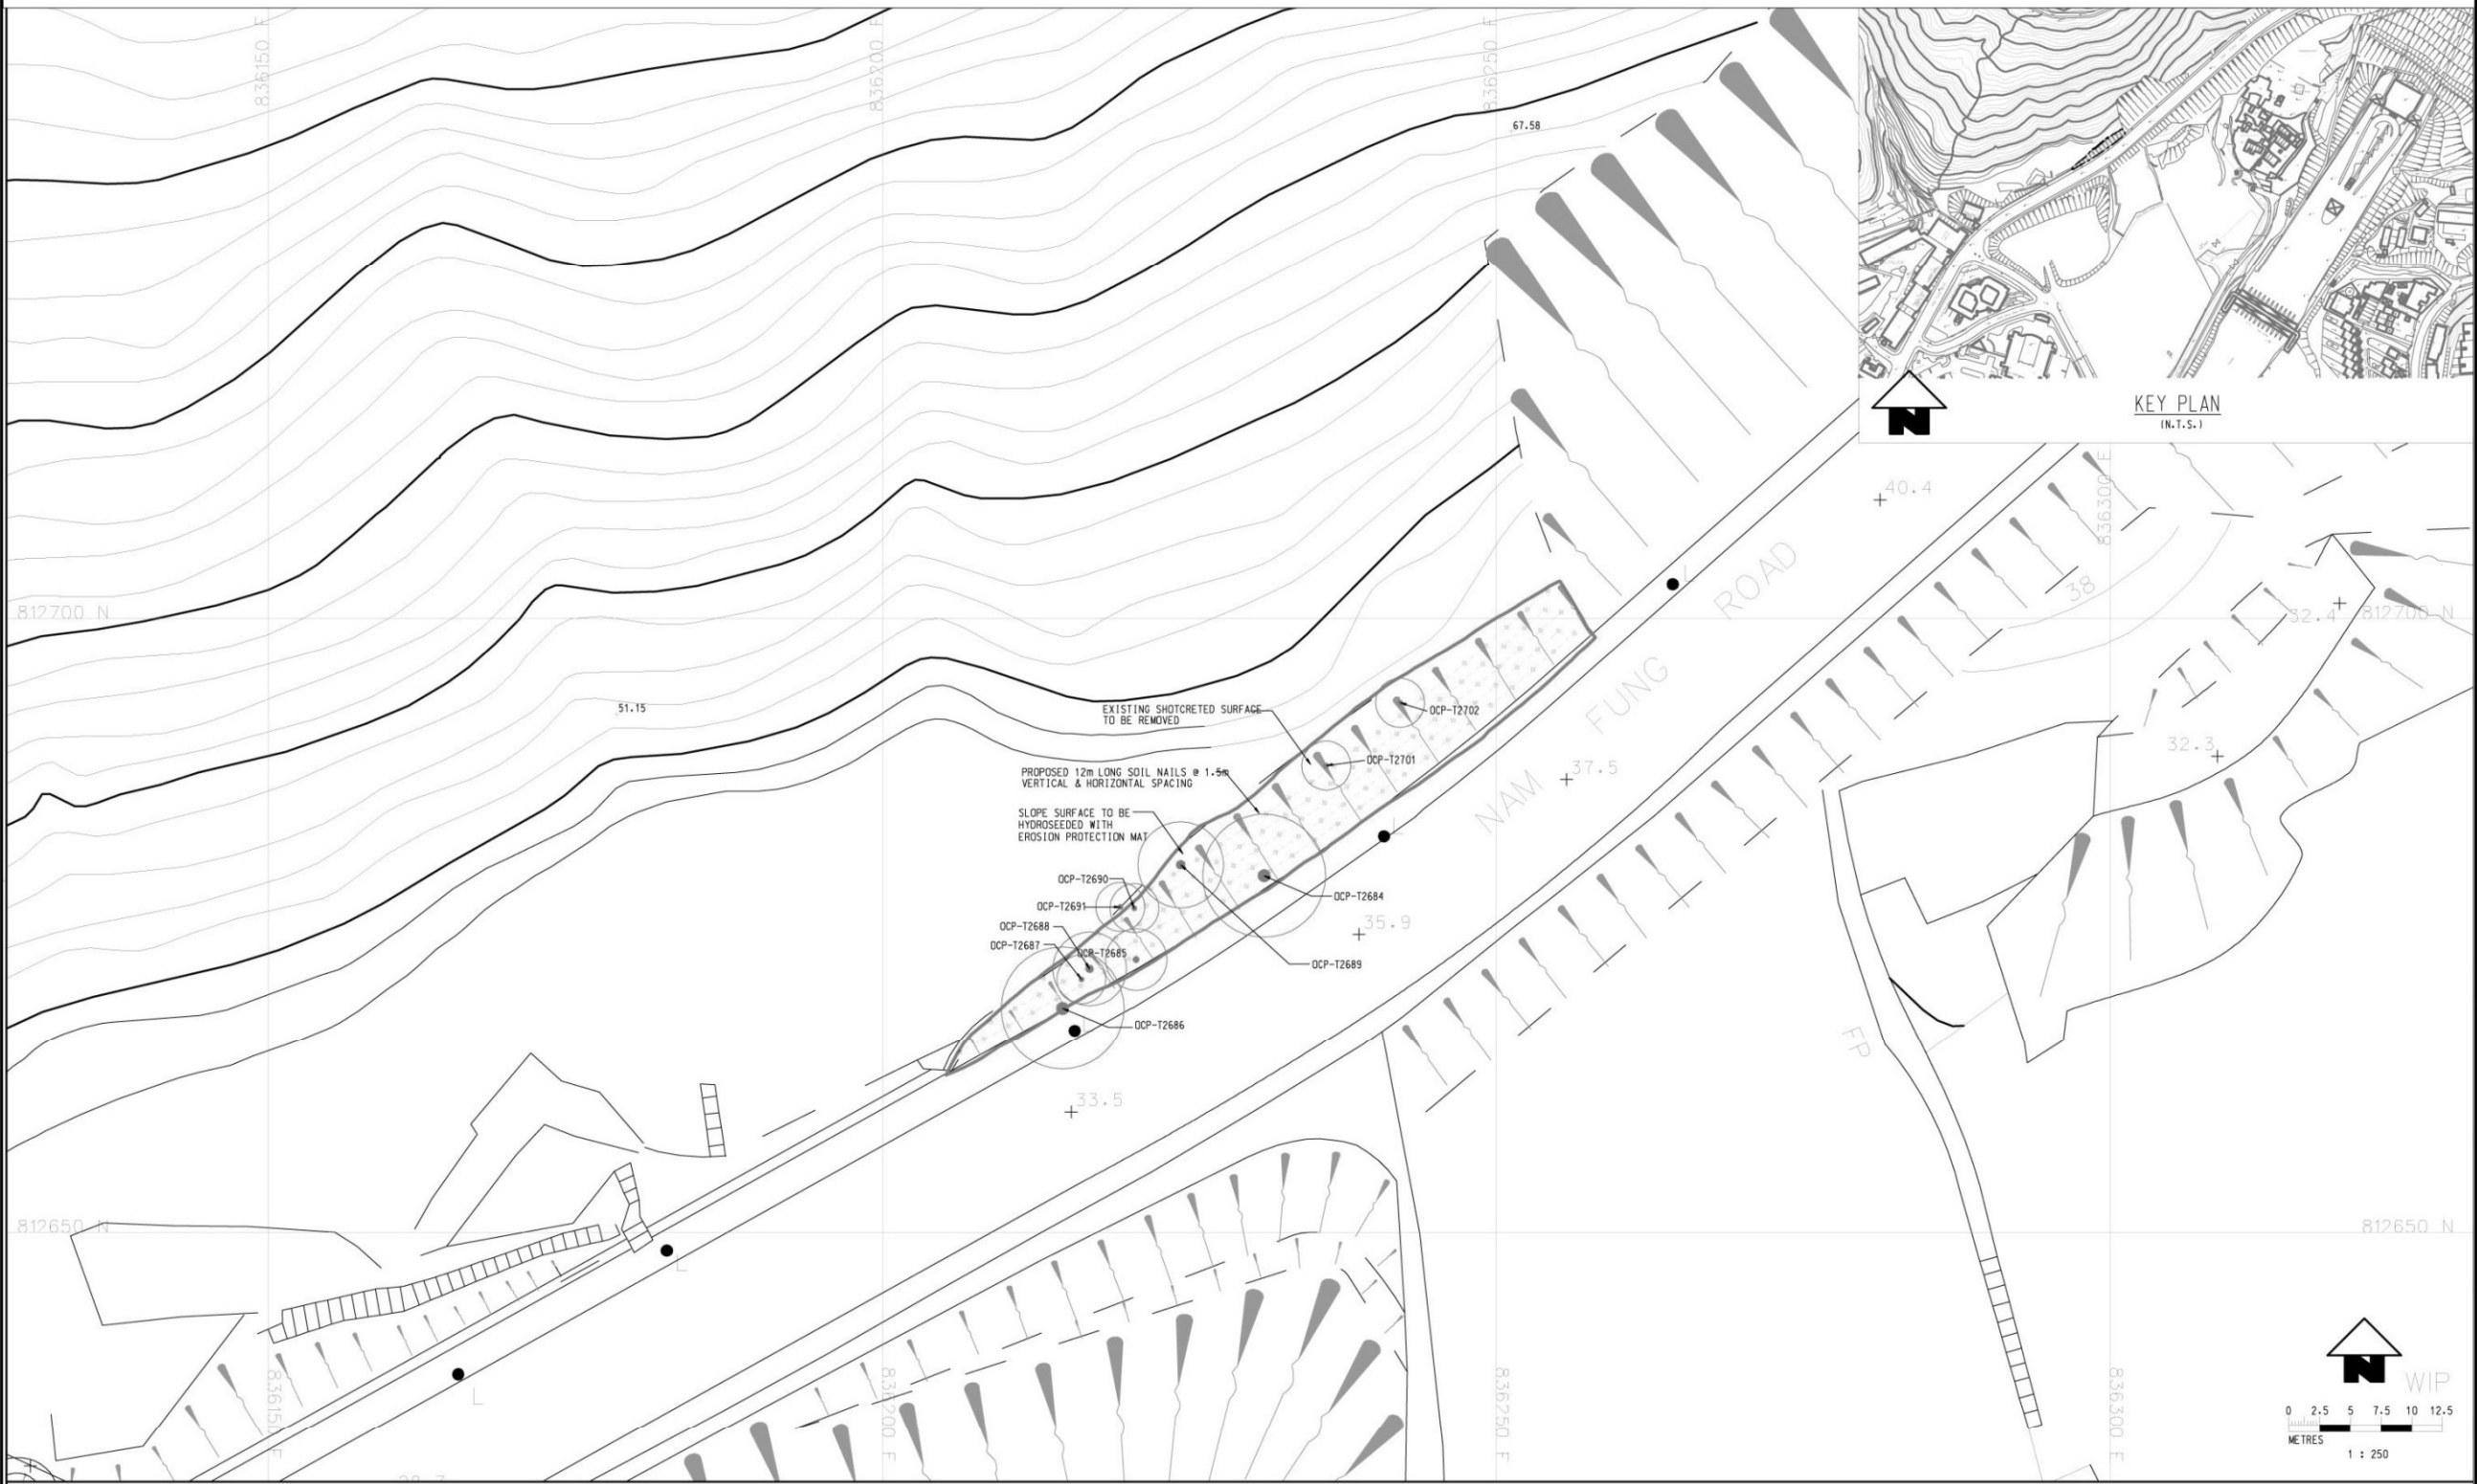 836150 E
836200 E
836250 E
67.58
KEY PLAN
(N.T.S.)
N
40.4
836300 E
ROAD
38
812700 N
32.4
812700 N
FUNG
51.15
EXISTING SHOTCRETED SURFACE
TO BE REMOVED
OCP-T2702
32.3
OCP-T2701
37.5
NAM
PROPOSED 12m LONG SOIL NAILS @ 1.5m
VERTICAL & HORIZONTAL SPACING
SLOPE SURFACE TO BE
HYDROSEEDED WITH
EROSION PROTECTION MAT
L
OCP-T2690
OCP-T2684
OCP-T2691
35.9
OCP-T2688
OCP-T2687
OCP-T2685
OCP-T2689
OCP-T2686
FP
33.5
812650 N
812650 N
L
L
836150 E
836200 E
836250 E
836300 E
N
WIP
0 2.5 5 7.5 10 12.5
METRES
1 : 250